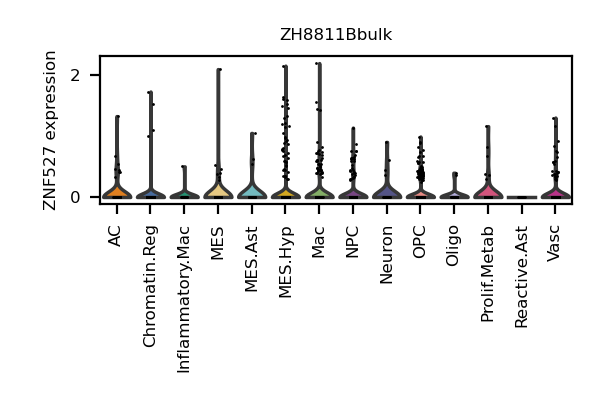 ZH8811Bbulk
ZNF527 expression
2
0
AC
Chromatin.Reg
Inflammatory.Mac
MES
MES.Ast
MES.Hyp
Mac
NPC
Neuron
OPC
Oligo
Prolif.Metab
Reactive.Ast
Vasc